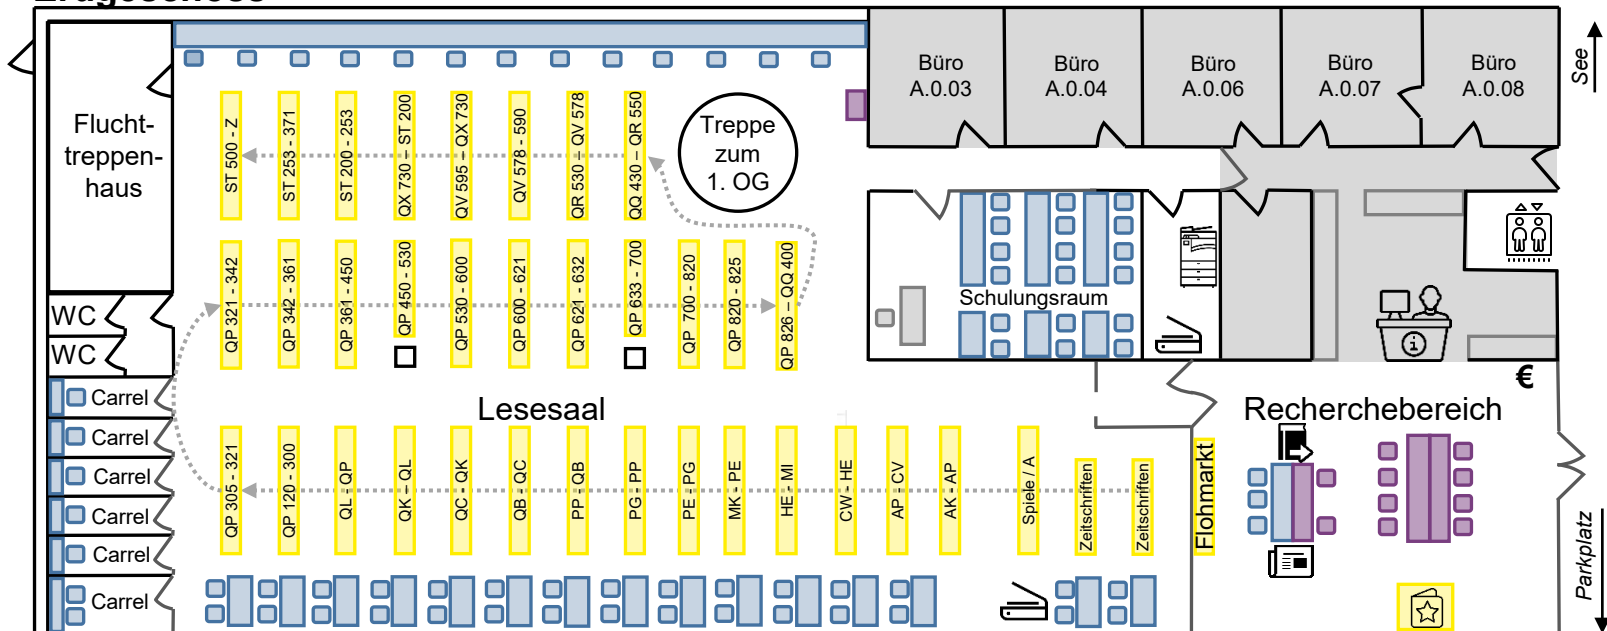 Erdgeschoss
Flucht-
treppen-
haus
WC
WC
Carrel
Carrel
Carrel
Carrel
Carrel
Carrel
ST 500 - Z
ST 253 - 371
ST 200 - 253
QX 730 – ST 200
QV 595 – QX 730
QV 578 - 590
QR 530 – QV 578
QQ 430 – QR 550
Treppe
zum
1. OG
QP 321 - 342
QP 342 - 361
QP 361 - 450
QP 450 - 530
QP 530 - 600
QP 600 - 621
QP 621 - 632
QP 633 - 700
QP 700 - 820
QP 820 - 825
QP 826 – QQ 400
Lesesaal
QP 305 - 321
QP 120 - 300
QL - QP
QK – QL
QC - QK
QB - QC
PP - QB
PG - PP
PE - PG
MK - PE
HE - MI
CW - HE
AP - CV
AK - AP
Spiele / A
Zeitschriften
Zeitschriften
Flohmarkt
Büro
A.0.03
Büro
A.0.04
Büro
A.0.06
Büro
A.0.07
Büro
A.0.08
See
Schulungsraum
i
€
Recherchebereich
Parkplatz